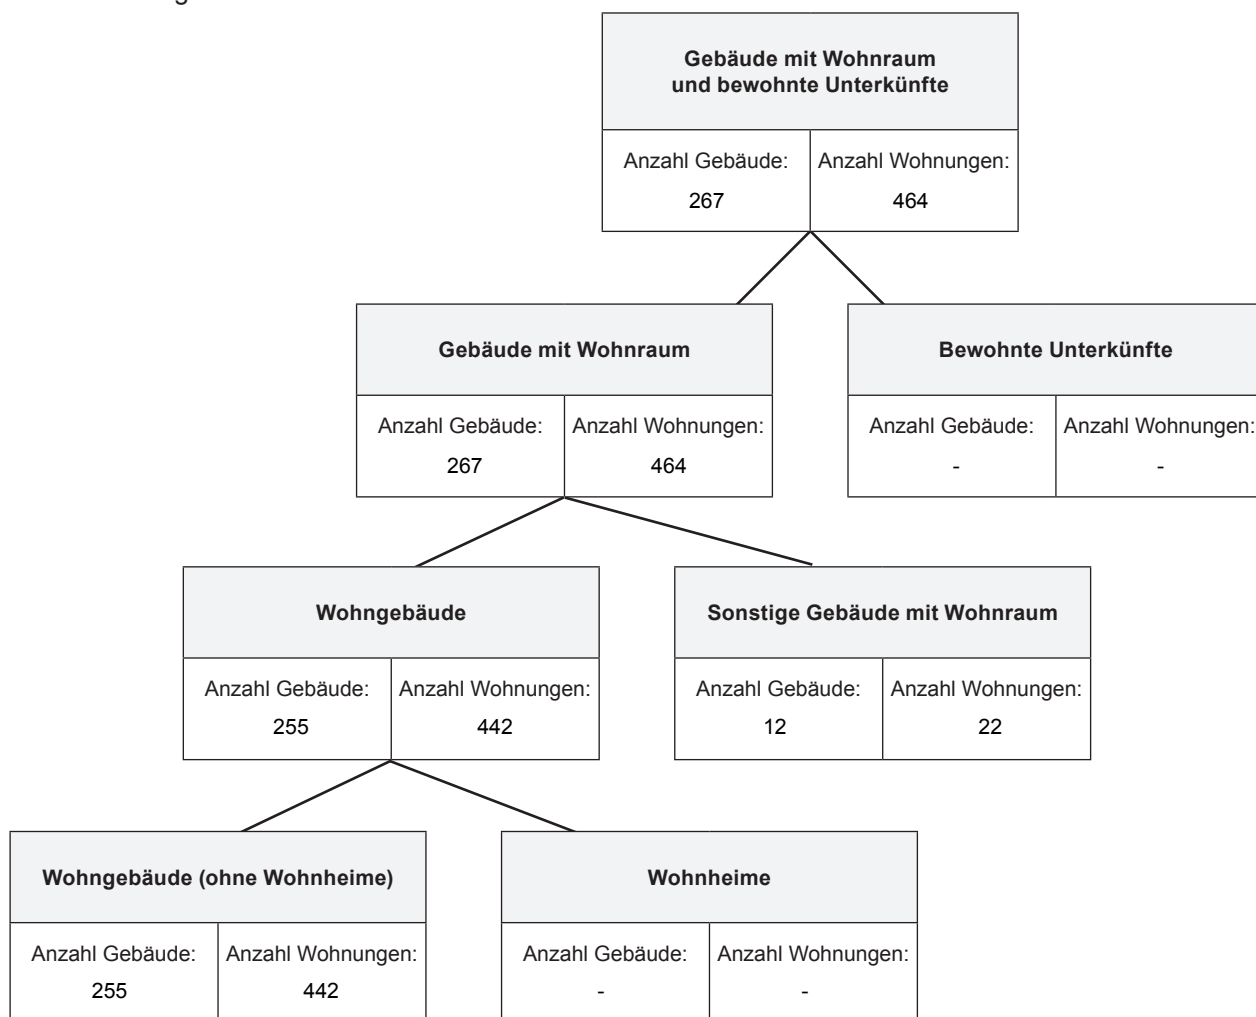 Gebäude mit Wohnraum
und bewohnte Unterkünfte
Anzahl Gebäude:
267
Anzahl Wohnungen:
464
Gebäude mit Wohnraum
Anzahl Gebäude:
267
Anzahl Wohnungen:
464
Bewohnte Unterkünfte
Anzahl Gebäude:
-
Anzahl Wohnungen:
-
Wohngebäude
Anzahl Gebäude:
255
Anzahl Wohnungen:
442
Sonstige Gebäude mit Wohnraum
Anzahl Gebäude:
12
Anzahl Wohnungen:
22
Wohngebäude (ohne Wohnheime)
Anzahl Gebäude:
255
Anzahl Wohnungen:
442
Wohnheime
Anzahl Gebäude:
-
Anzahl Wohnungen:
-